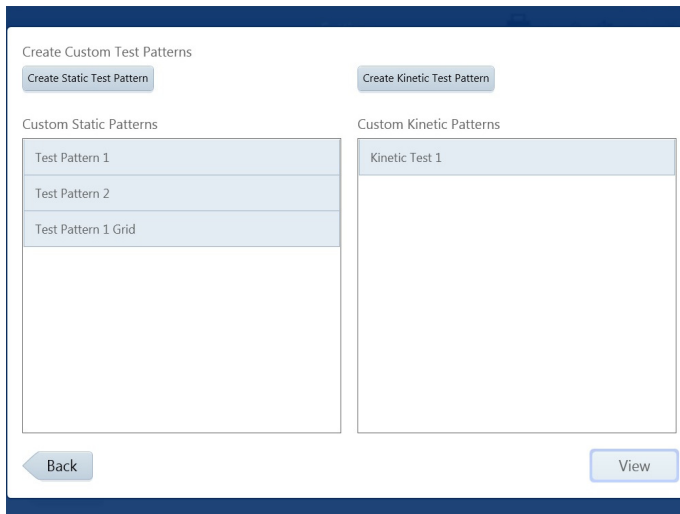 Create Custom Test Patterns
Create Static Test Pattern
Create Kinetic Test Pattern
Custom Static Patterns
Custom Kinetic Patterns
Test Pattern 1
Kinetic Test 1
Test Pattern 2
Test Pattern 1 Grid
Back
View